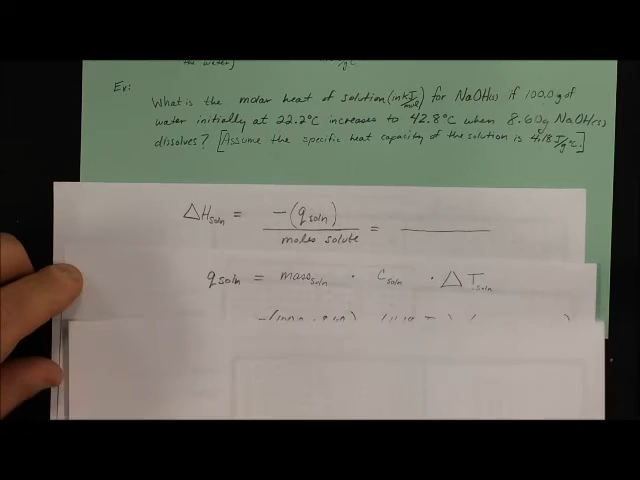 the water]
Ex:
What is the molar heat of solution (in kJ/mol) for NaOH(s) if 100.0 g of
water initially at 22.2°C increases to 42.8°C when 8.60 g NaOH(s)
dissolves? [Assume the specific heat capacity of the solution is 4.18 J/g°C.]
ΔHsoln = -(qsoln) / moles solute =
qsoln = masssoln · Csoln · ΔTsoln